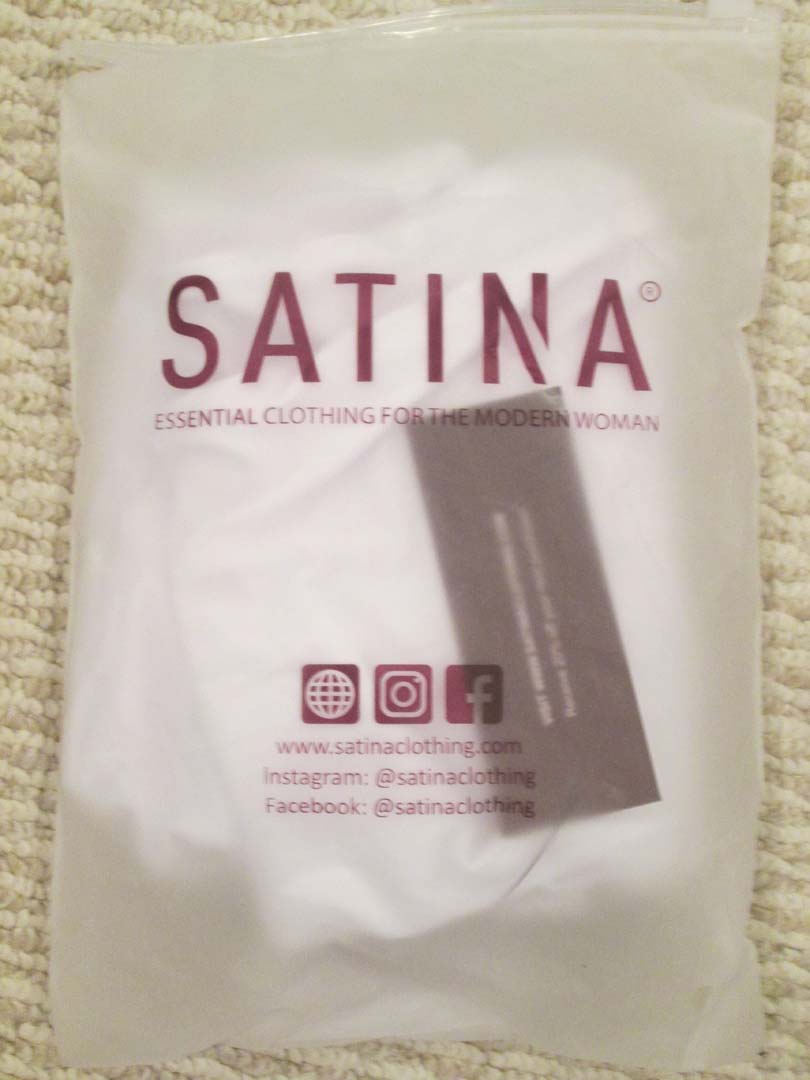 SATINA®
ESSENTIAL CLOTHING FOR THE MODERN WOMAN
www.satinaclothing.com
Instagram: @satinaclothing
Facebook: @satinaclothing